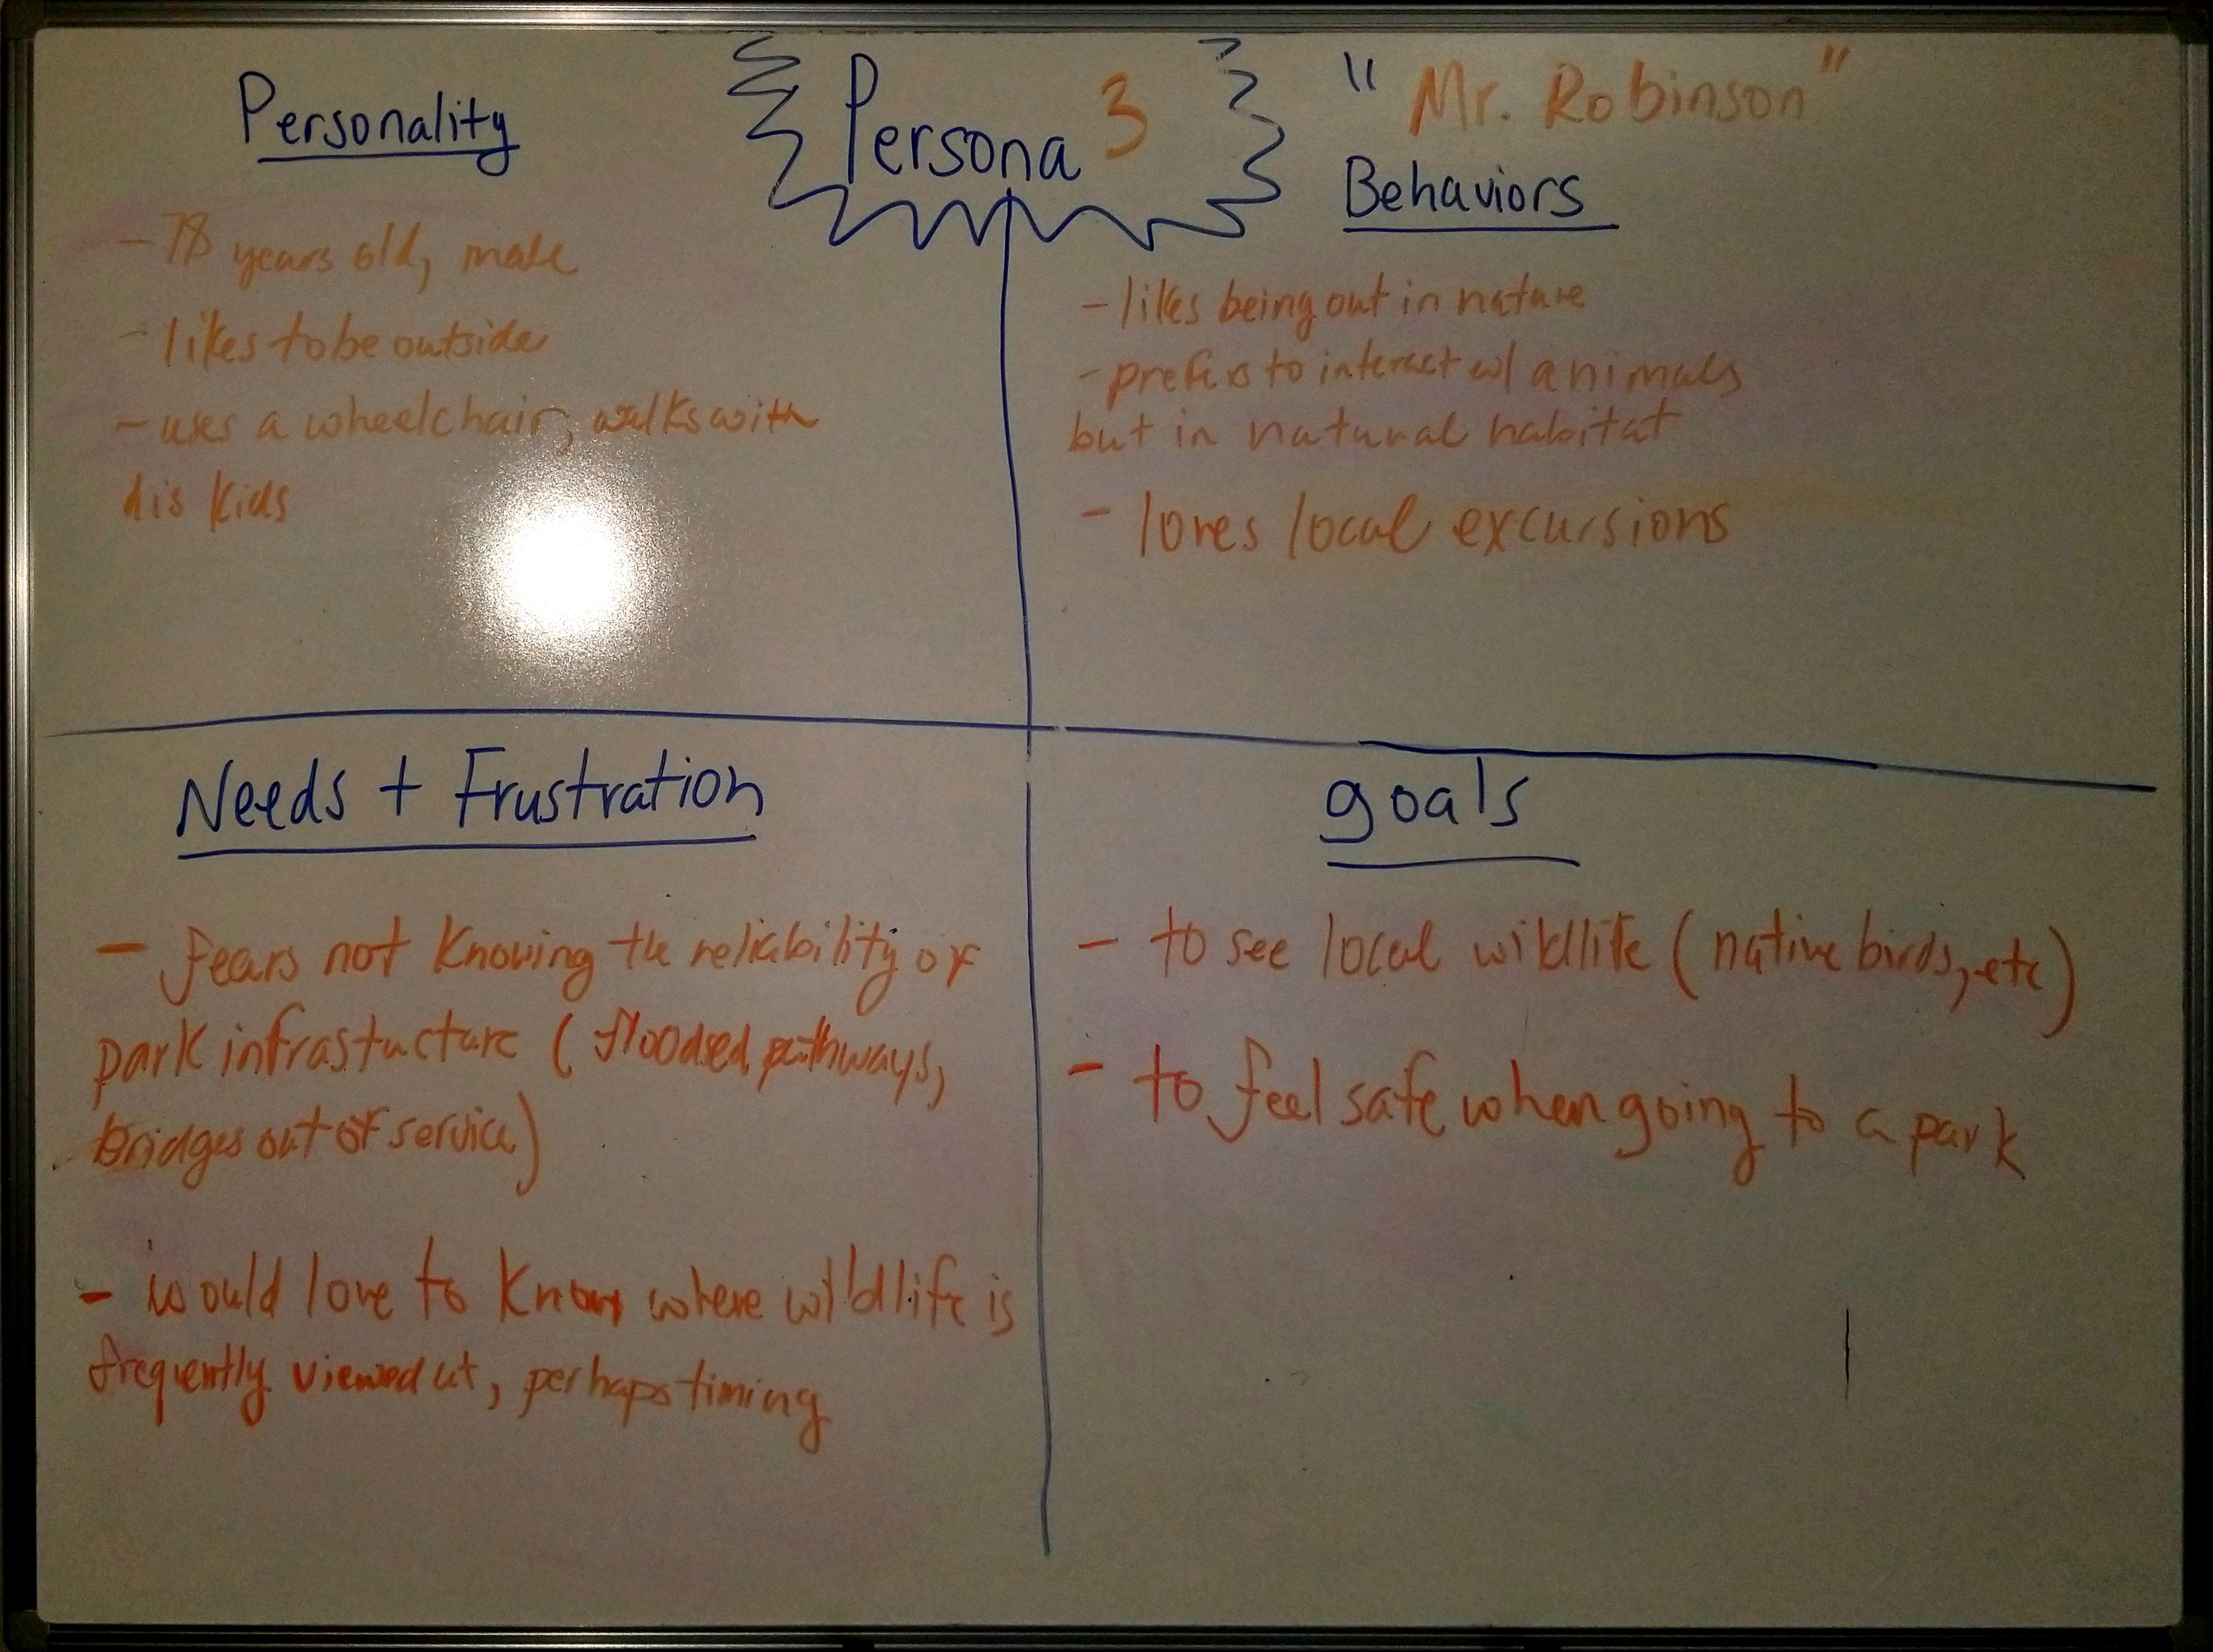 Persona 3
"Mr. Robinson"
Personality
- 78 years old, male
- likes to be outside
- uses a wheelchair, walks with
his kids
Behaviors
- likes being out in nature
- prefers to interact w/ animals
but in natural habitat
- loves local excursions
Needs + Frustration
- fears not knowing the reliability of
park infrastucture (floodsed pathways,
bridges out of service)
- would love to know where wildlife is
frequently viewed at, perhaps timing
goals
- to see local wildlife (native birds, etc)
- to feel safe when going to a park